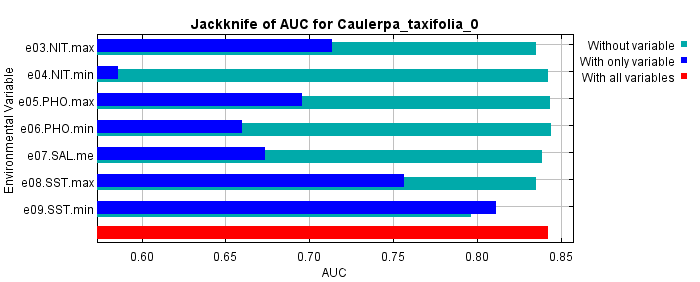 Jackknife of AUC for Caulerpa_taxifolia_0
Environmental Variable
e03.NIT.max
e04.NIT.min
e05.PHO.max
e06.PHO.min
e07.SAL.me
e08.SST.max
e09.SST.min
0.60 0.65 0.70 0.75 0.80 0.85
AUC
Without variable
With only variable
With all variables